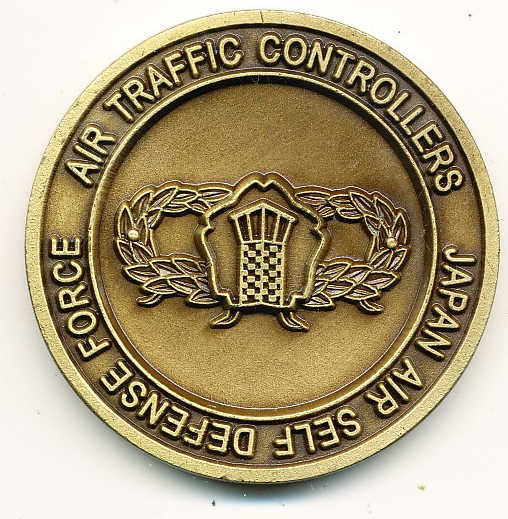 AIR TRAFFIC CONTROLLERS
JAPAN AIR SELF DEFENSE FORCE